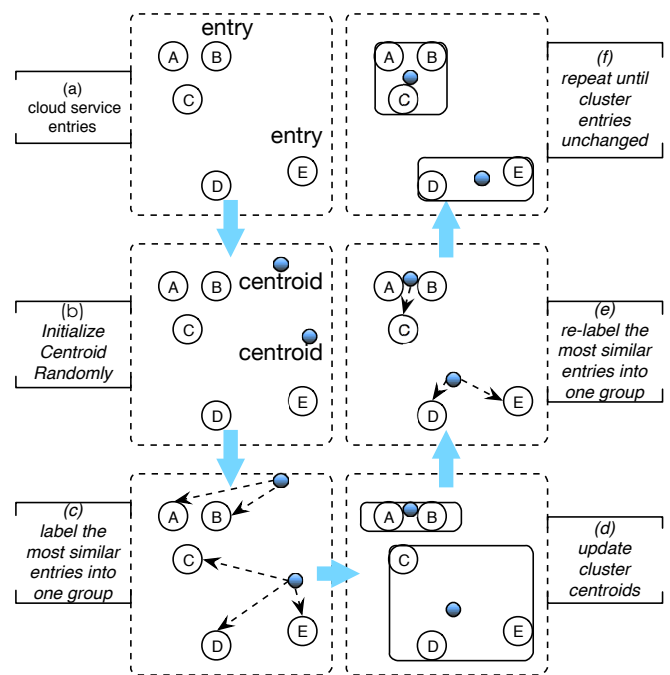 (a)
cloud service
entries
entry
A
B
C
entry
E
D
(b)
Initialize
Centroid
Randomly
A
B
centroid
C
centroid
E
D
(c)
label the
most similar
entries into
one group
A
B
C
E
D
A
B
C
E
D
(d)
update
cluster
centroids
A
B
C
E
D
(e)
re-label the
most similar
entries into
one group
A
B
C
E
D
(f)
repeat until
cluster
entries
unchanged